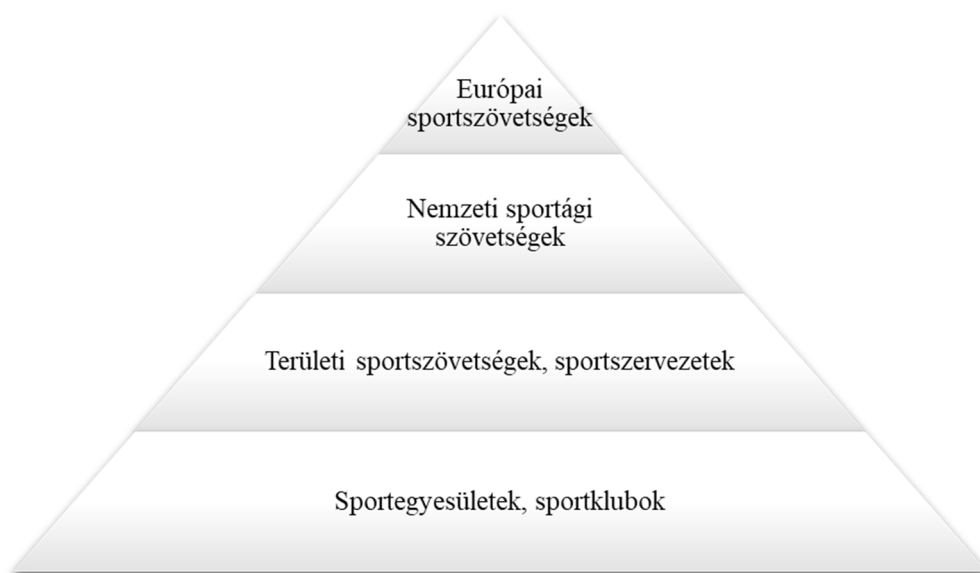 Európai
sportszövetségek
Nemzeti sportági
szövetségek
Területi sportszövetségek, sportszervezetek
Sportegyesületek, sportklubok